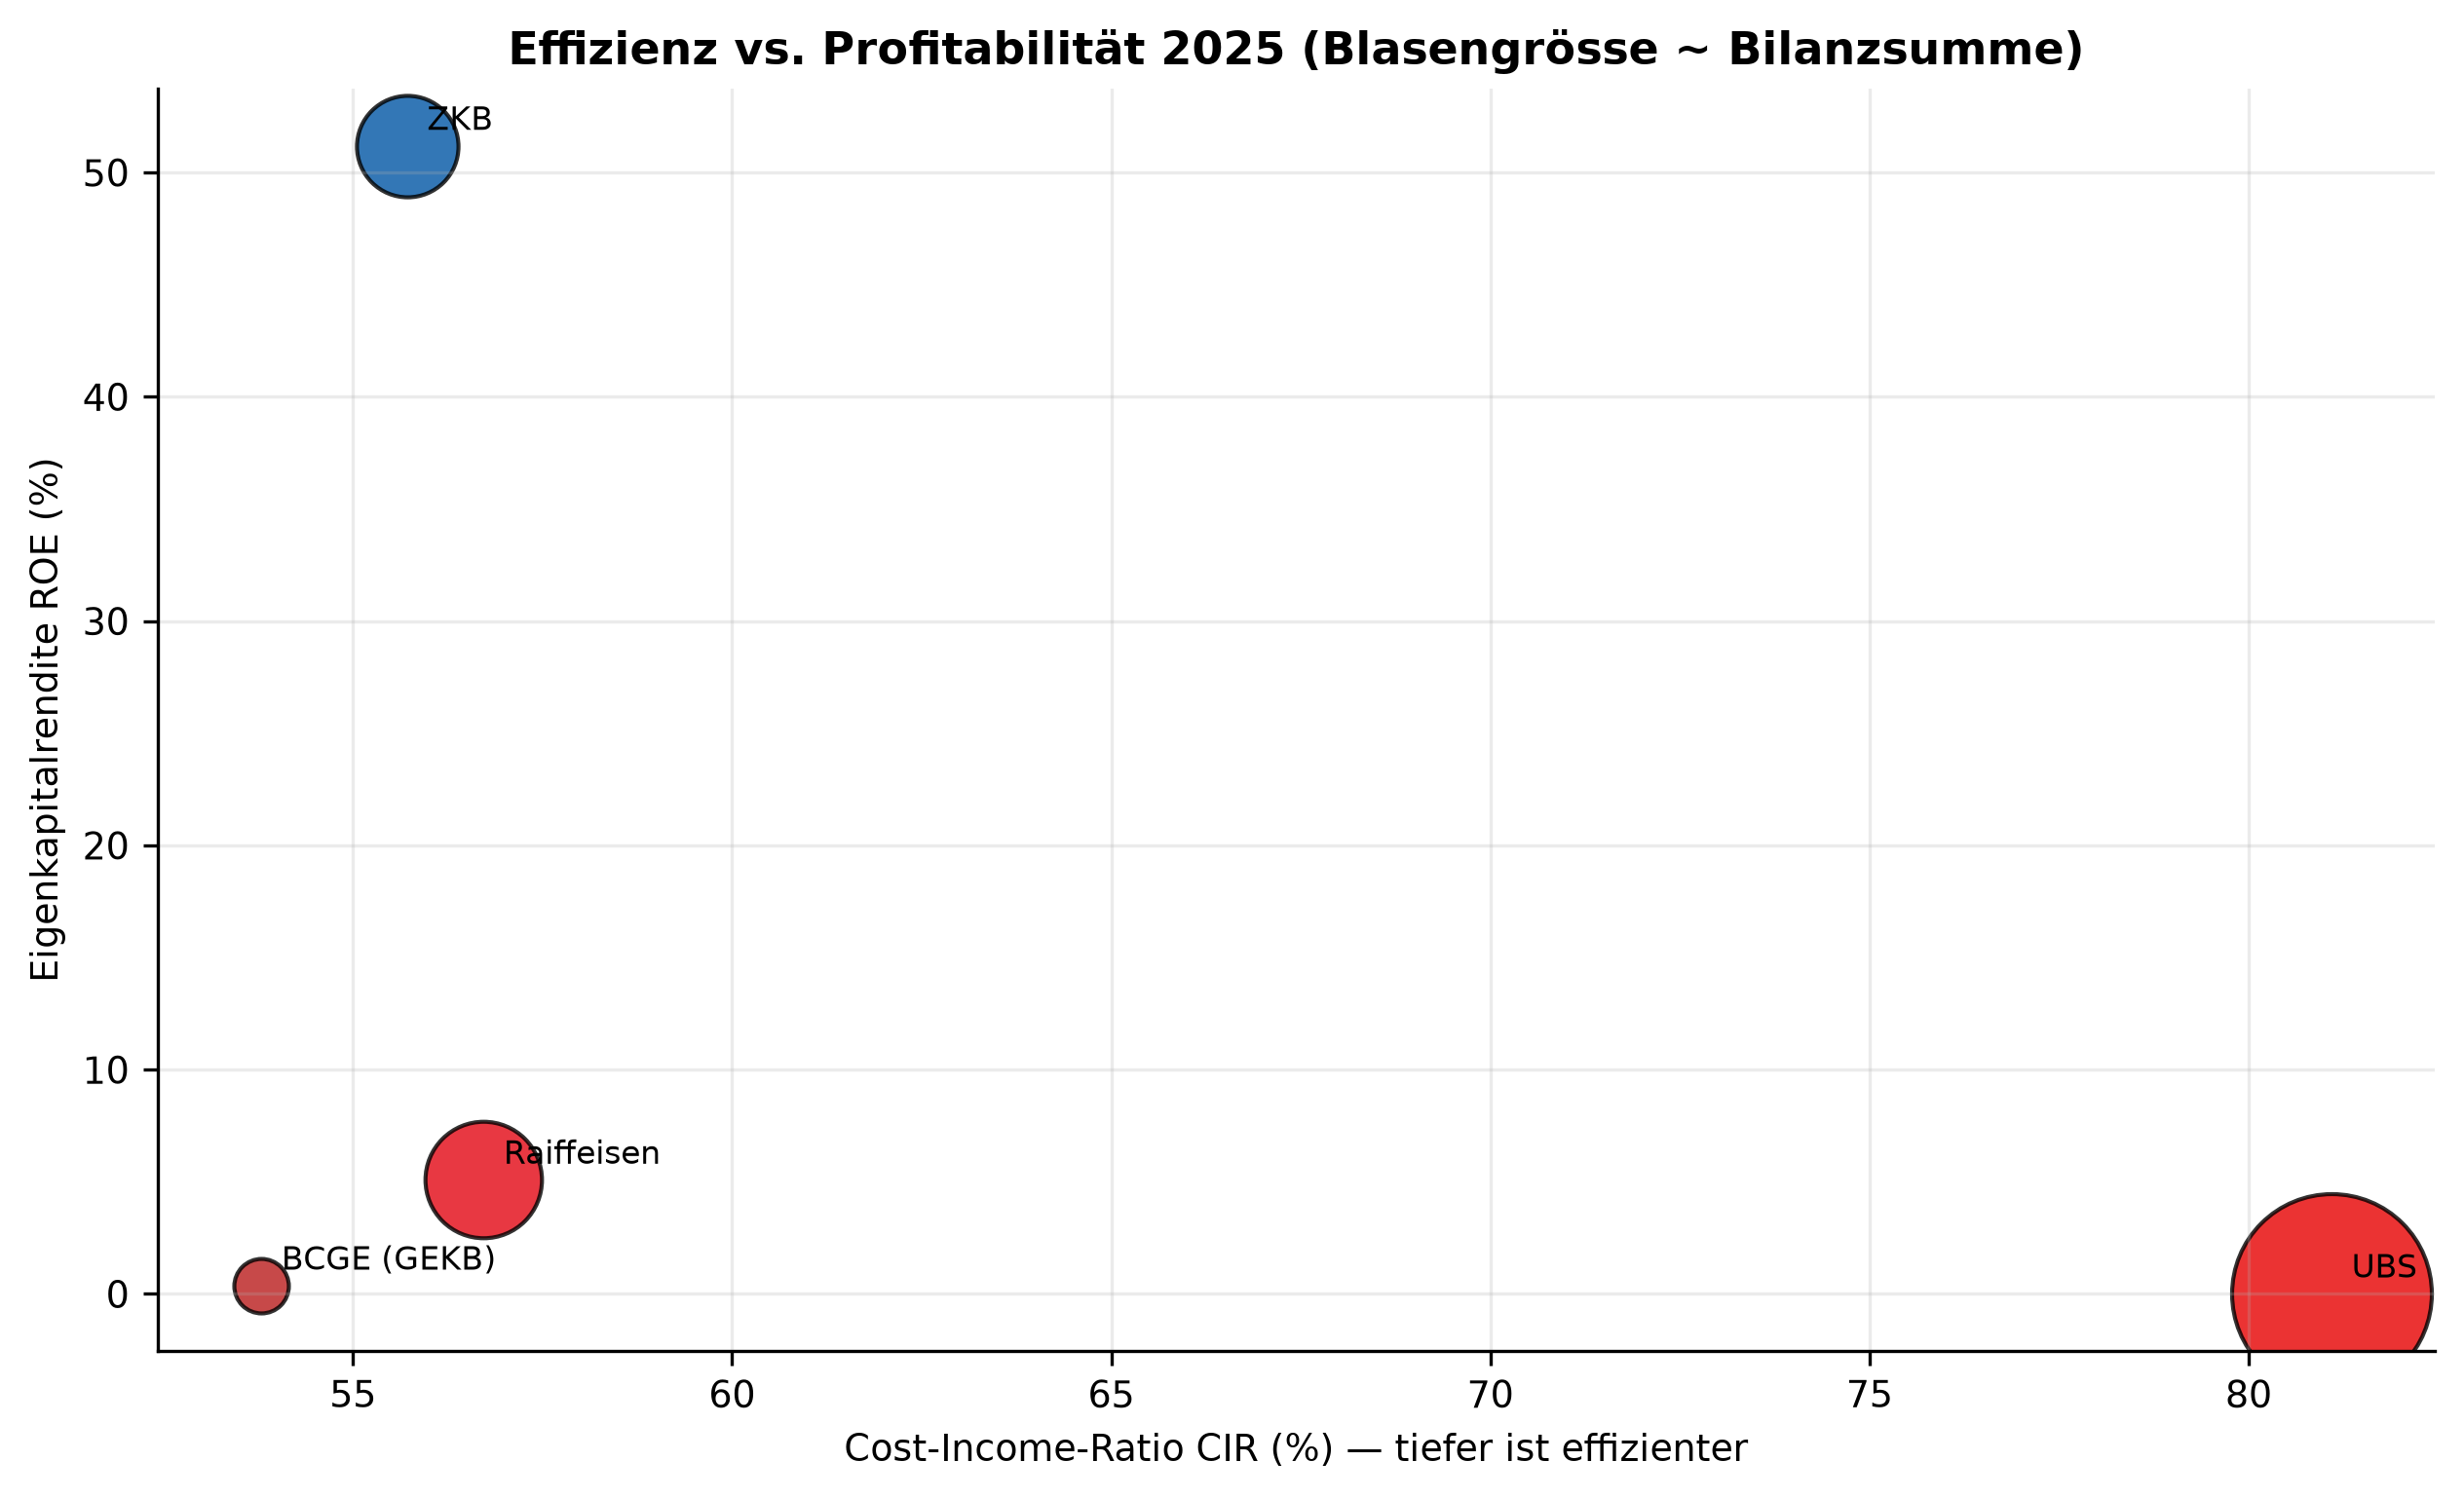 Effizienz vs. Profitabilität 2025 (Blasengrösse ~ Bilanzsumme)
ZKB
50
40
30
20
10
0
Eigenkapitalrendite ROE (%)
Raiffeisen
BCGE (GEKB)
UBS
55
60
65
70
75
80
Cost-Income-Ratio CIR (%) — tiefer ist effizienter